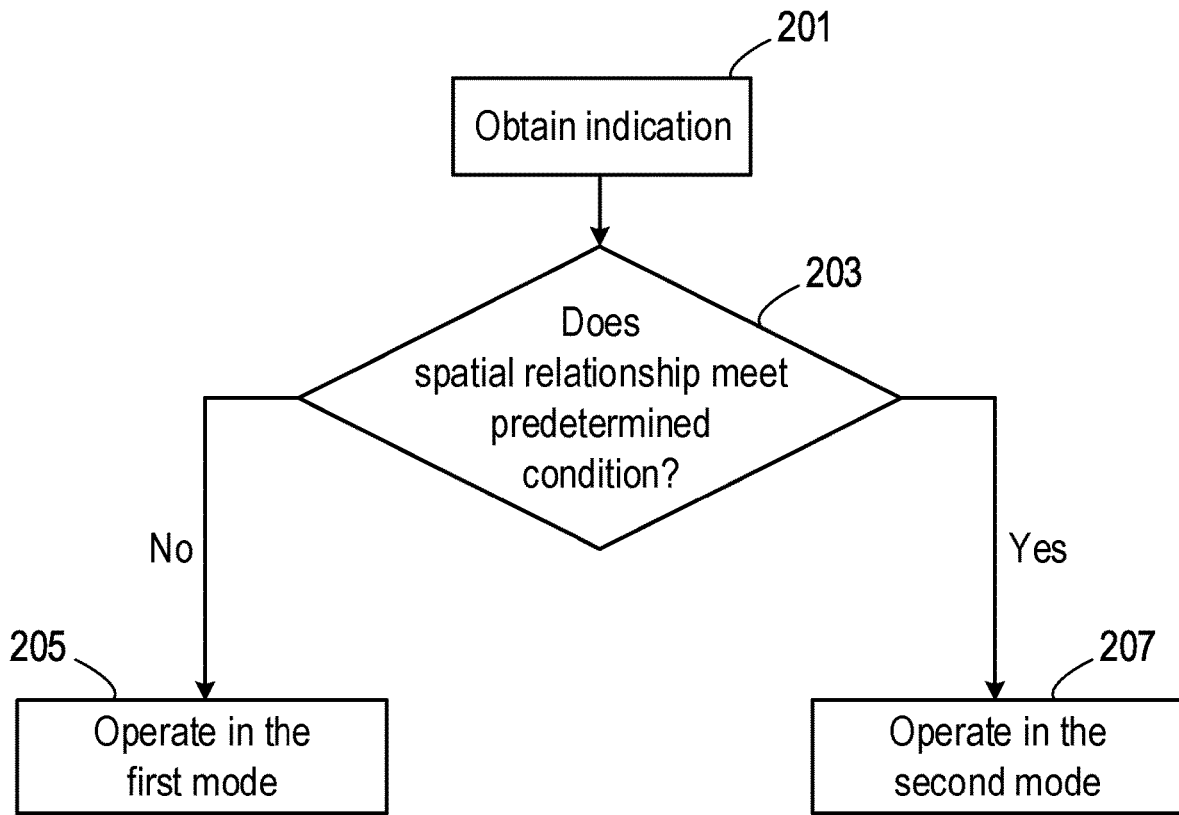 201
Obtain indication
203
Does
spatial relationship meet
predetermined
condition?
No
Yes
205
207
Operate in the
first mode
Operate in the
second mode